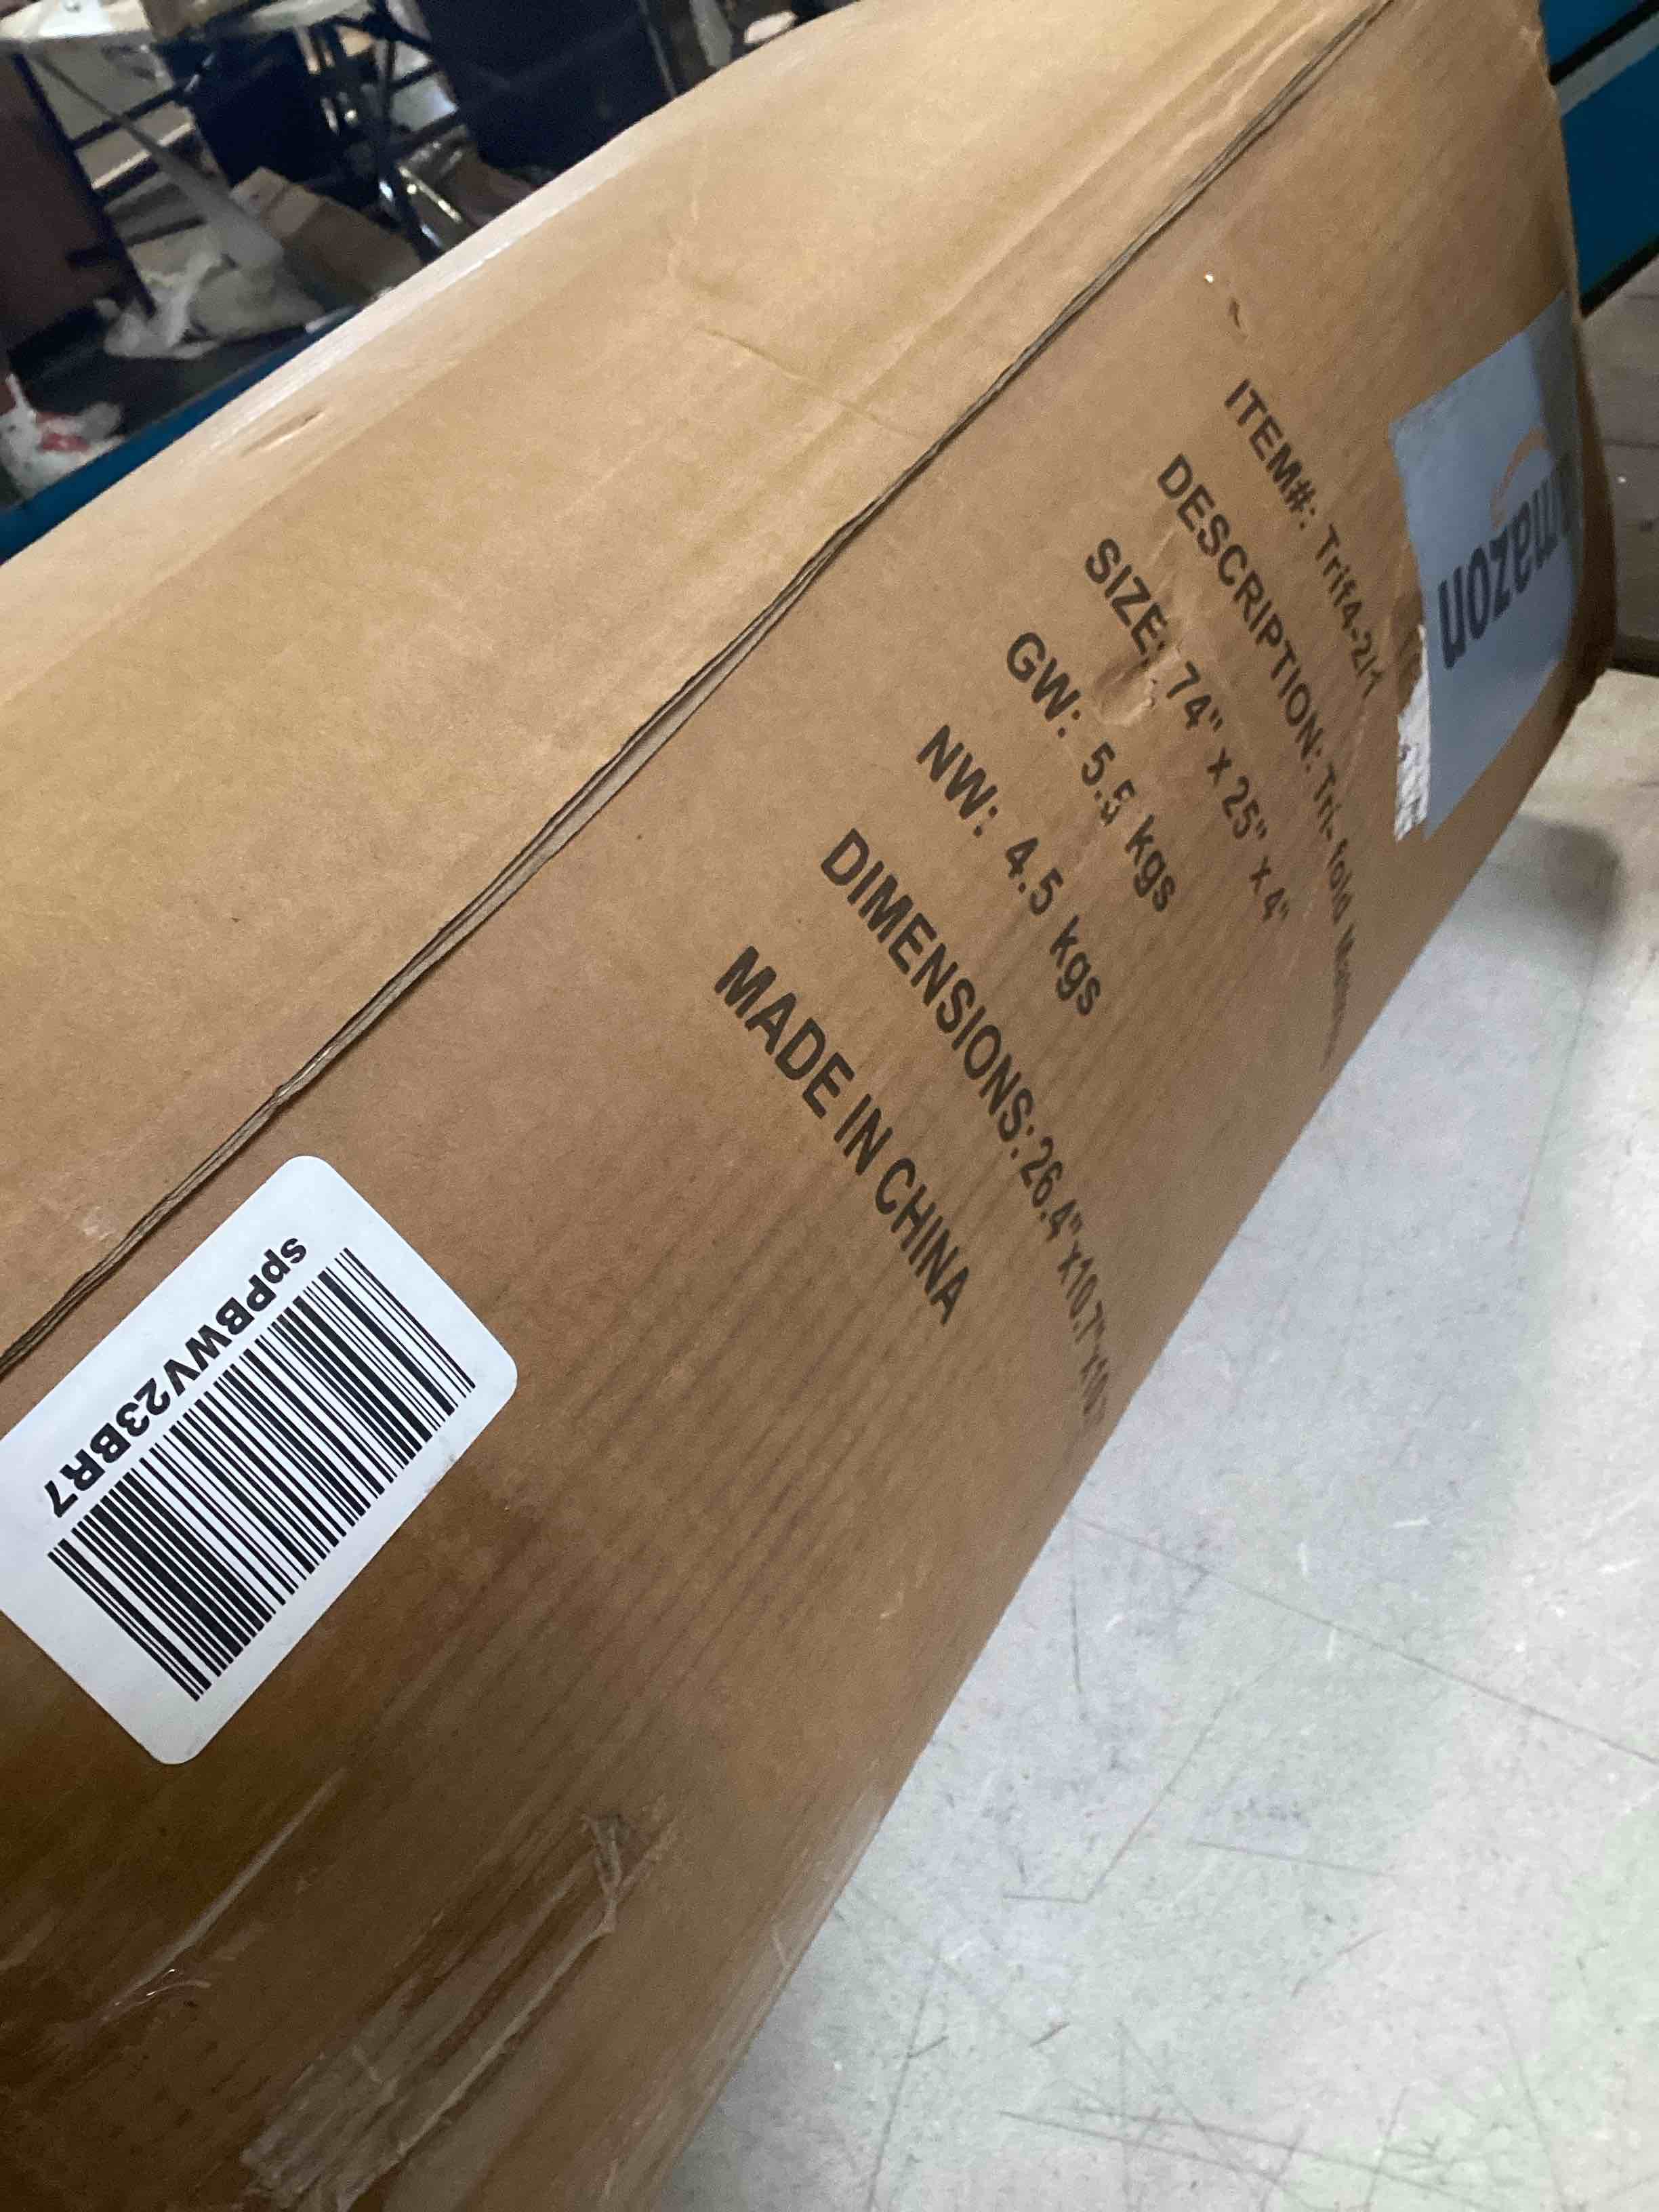 ITEM#: Trif4-2/1
DESCRIPTION: Tri- fold
SIZE: 74" x 25" x 4"
GW: 5.5 kgs
NW: 4.5 kgs
DIMENSIONS: 26.4" x10.7"
MADE IN CHINA
amazon
spPBWV23BR7